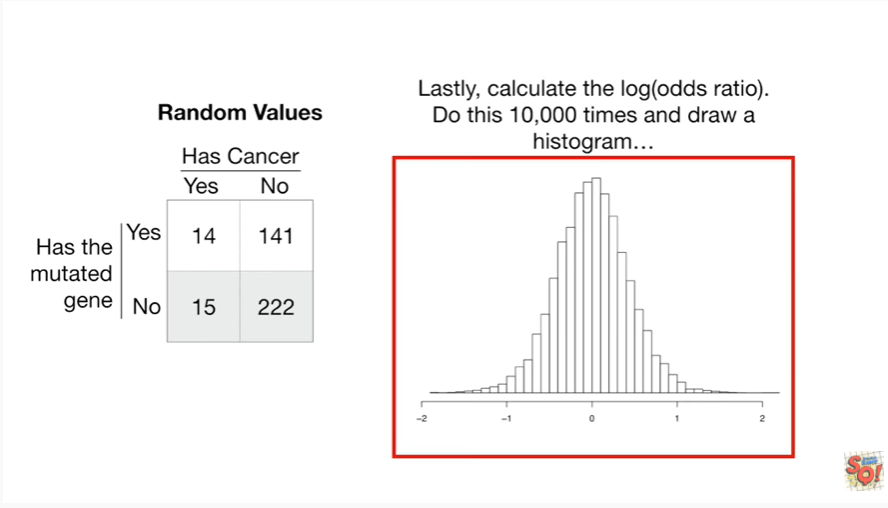 Lastly, calculate the log(odds ratio).
Do this 10,000 times and draw a
histogram…
Random Values
Has Cancer
Yes No
Has the
mutated
gene
Yes 14 141
No 15 222
−2 −1 0 1 2
SQ!